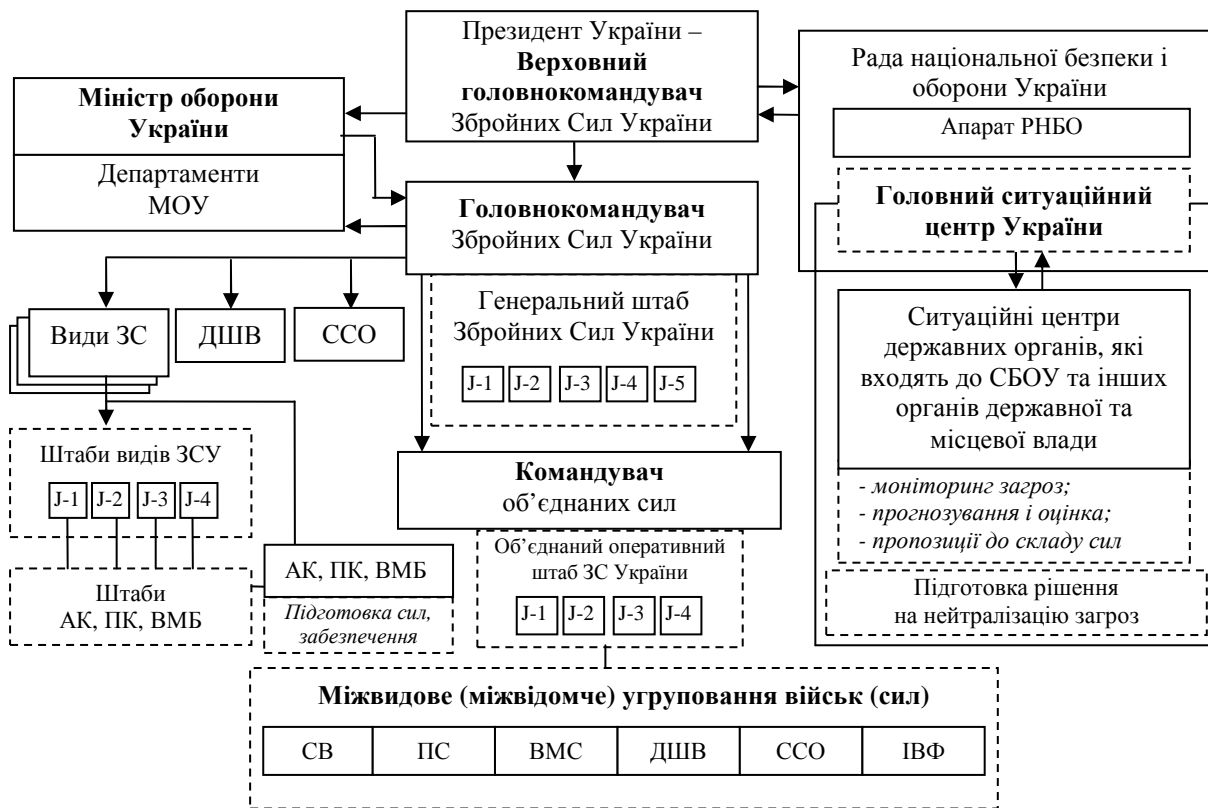 Президент України –
Верховний
головнокомандувач
Збройних Сил України
Міністр оборони
України
Департаменти
МОУ
Рада національної безпеки і
оборони України
Апарат РНБО
Головний ситуаційний
центр України
Головнокомандувач
Збройних Сил України
Генеральний штаб
Збройних Сил України
J-1 J-2 J-3 J-4 J-5
Види ЗС
ДШВ
ССО
Ситуаційні центри
державних органів, які
входять до СБОУ та інших
органів державної та
місцевої влади
- моніторинг загроз;
- прогнозування і оцінка;
- пропозиції до складу сил
Підготовка рішення
на нейтралізацію загроз
Штаби видів ЗСУ
J-1 J-2 J-3 J-4
Штаби
АК, ПК, ВМБ
АК, ПК, ВМБ
Підготовка сил,
забезпечення
Командувач
об’єднаних сил
Об’єднаний оперативний
штаб ЗС України
J-1 J-2 J-3 J-4
Міжвидове (міжвідомче) угруповання військ (сил)
СВ ПС ВМС ДШВ ССО ІВФ